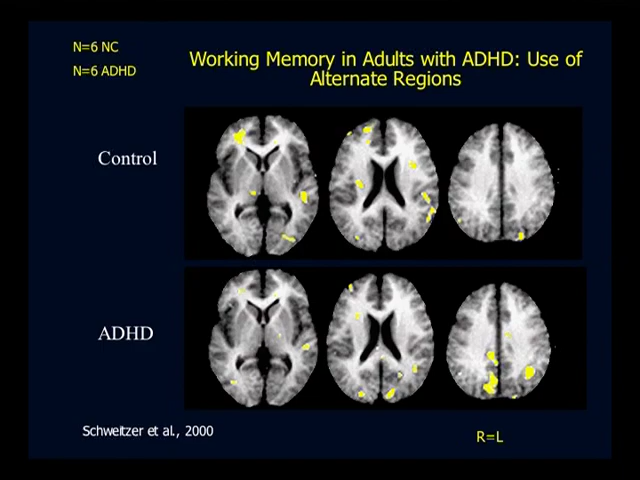 N=6 NC
N=6 ADHD
Working Memory in Adults with ADHD: Use of
Alternate Regions
Control
ADHD
Schweitzer et al., 2000
R=L